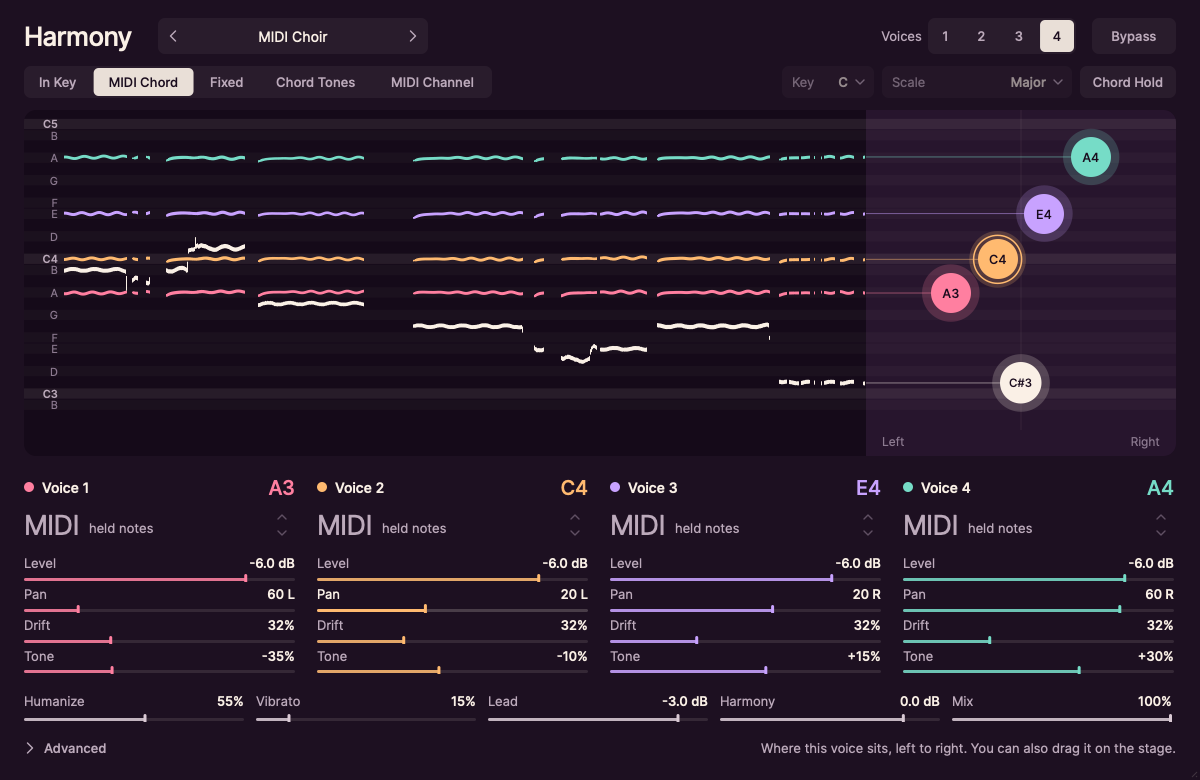 Harmony
MIDI Choir
Voices 1 2 3 4
Bypass
In Key MIDI Chord Fixed Chord Tones MIDI Channel
Key C
Scale Major
Chord Hold
C5
B
A
G
F
E
D
C4
B
A
G
F
E
D
C3
B
A4
E4
C4
A3
C#3
Left Right
Voice 1 A3
MIDI held notes
Level -6.0 dB
Pan 60 L
Drift 32%
Tone -35%
Voice 2 C4
MIDI held notes
Level -6.0 dB
Pan 20 L
Drift 32%
Tone -10%
Voice 3 E4
MIDI held notes
Level -6.0 dB
Pan 20 R
Drift 32%
Tone +15%
Voice 4 A4
MIDI held notes
Level -6.0 dB
Pan 60 R
Drift 32%
Tone +30%
Humanize 55%
Vibrato 15%
Lead -3.0 dB
Harmony 0.0 dB
Mix 100%
Advanced
Where this voice sits, left to right. You can also drag it on the stage.